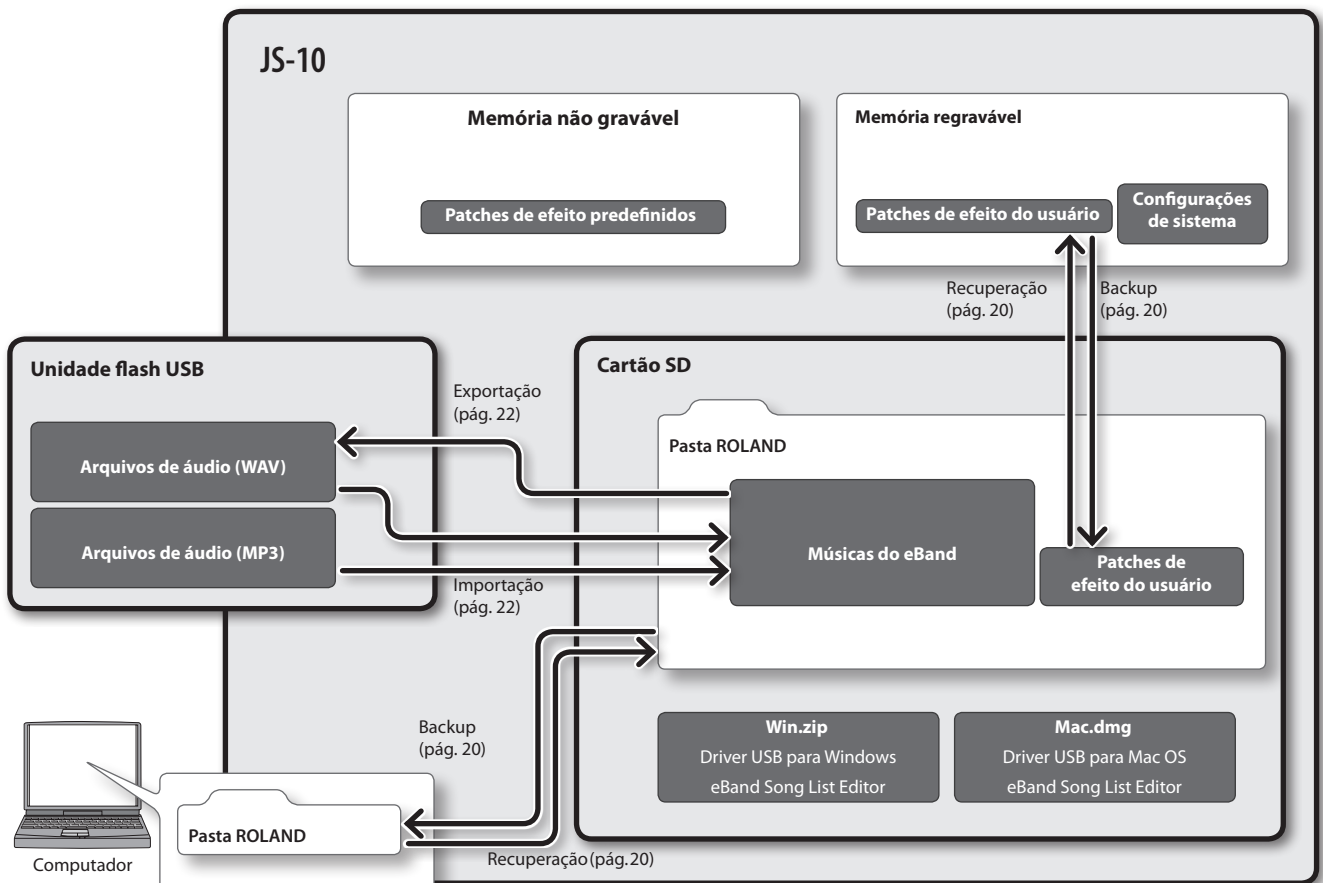 JS-10
Memória não gravável
Patches de efeito predefinidos
Memória regravável
Patches de efeito do usuário
Configurações
de sistema
Recuperação
(pág. 20)
Backup
(pág. 20)
Unidade flash USB
Arquivos de áudio (WAV)
Arquivos de áudio (MP3)
Exportação
(pág. 22)
Importação
(pág. 22)
Cartão SD
Pasta ROLAND
Músicas do eBand
Patches de
efeito do usuário
Win.zip
Driver USB para Windows
eBand Song List Editor
Mac.dmg
Driver USB para Mac OS
eBand Song List Editor
Backup
(pág. 20)
Pasta ROLAND
Recuperação (pág.20)
Computador